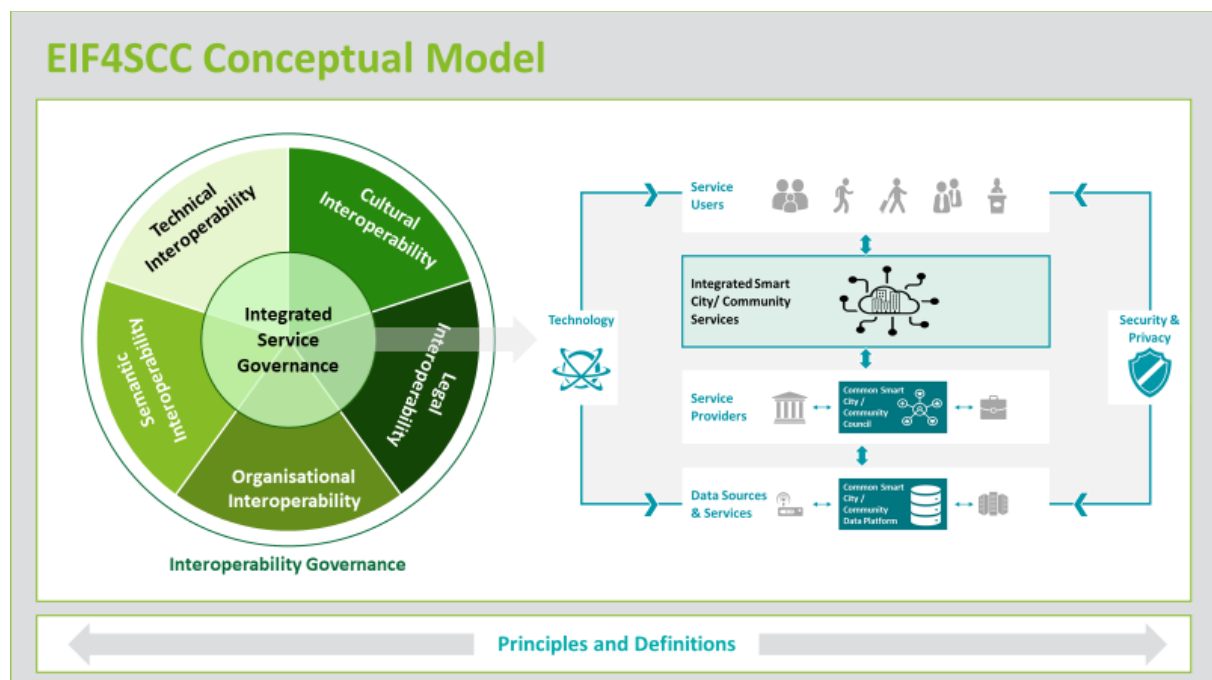 EIF4SCC Conceptual Model
Technical
Interoperability
Cultural
Interoperability
Semantic
Interoperability
Integrated
Service
Governance
Legal
Interoperability
Organisational
Interoperability
Interoperability Governance
Technology
Service
Users
Integrated Smart
City/ Community
Services
Service
Providers
Common Smart
City /
Community
Council
Data Sources
& Services
Common Smart
City /
Community
Data Platform
Security &
Privacy
Principles and Definitions